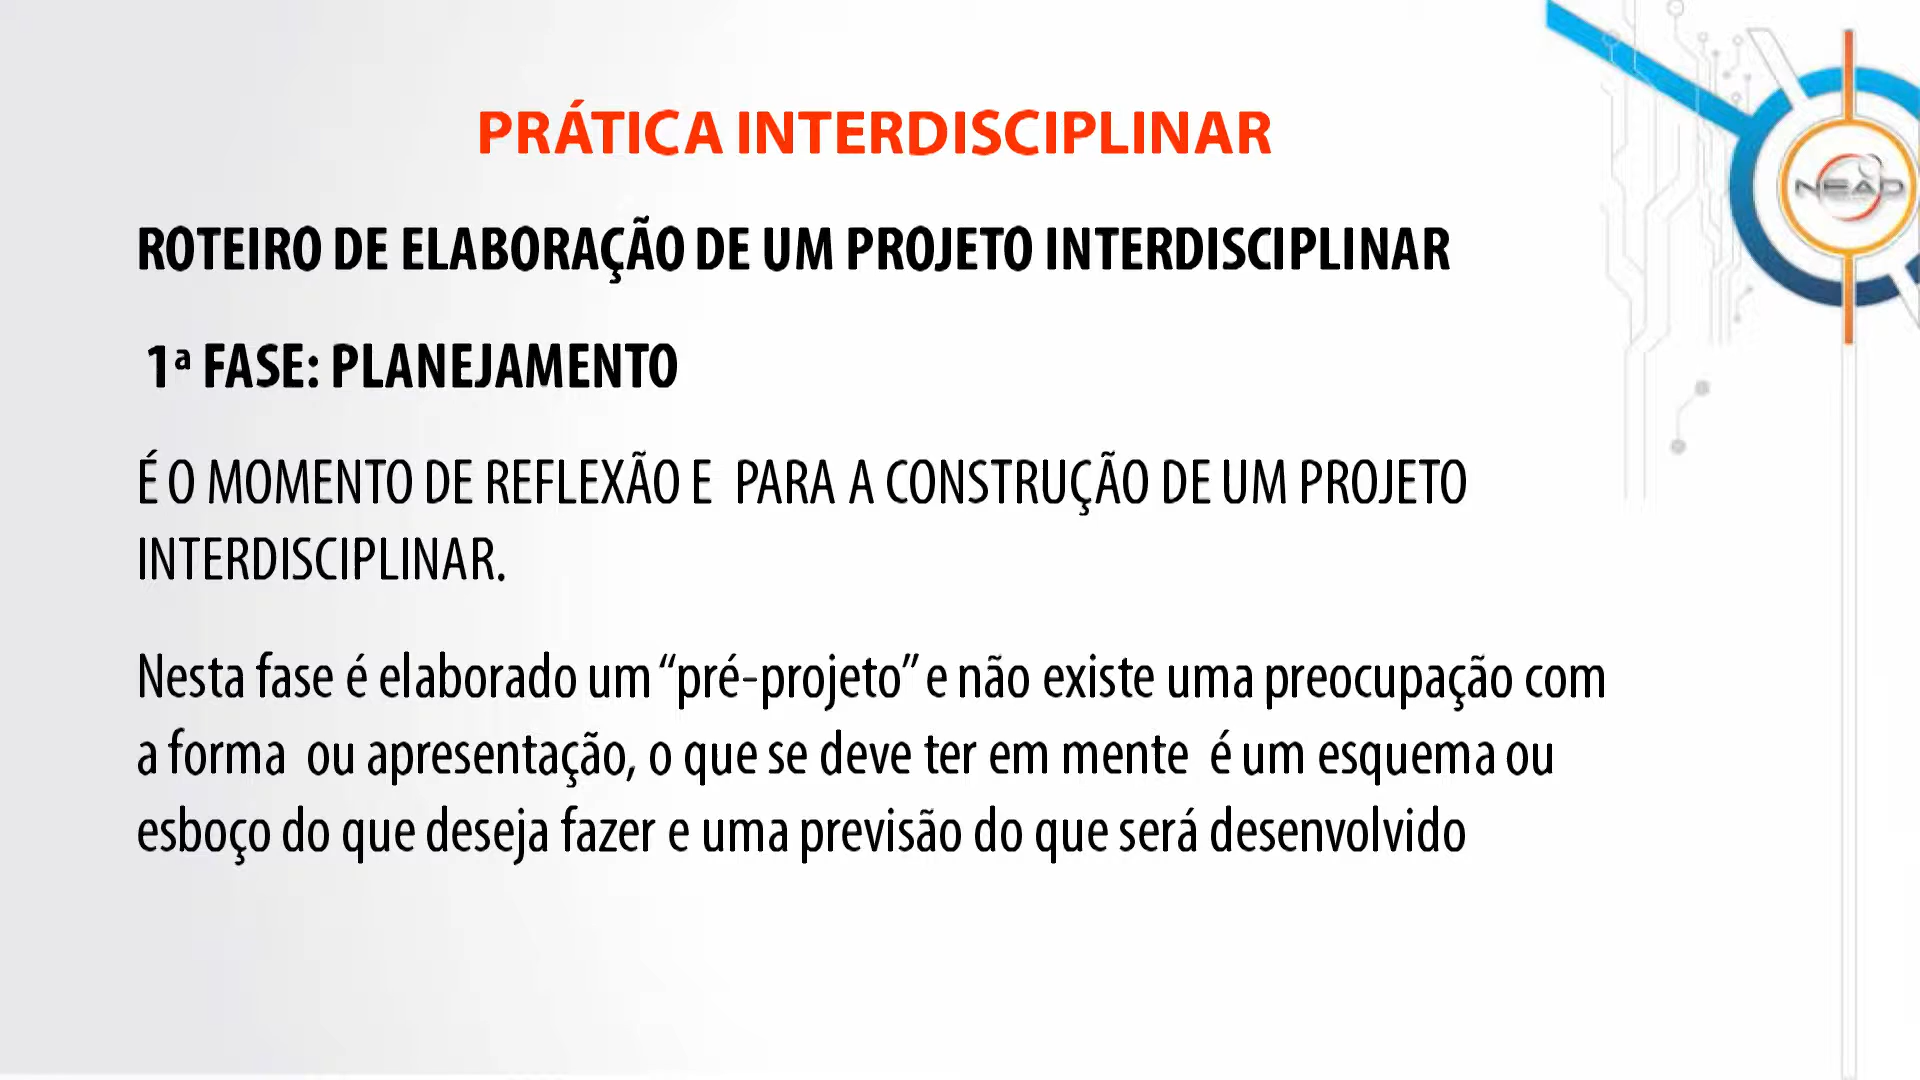 PRÁTICA INTERDISCIPLINAR
NEAD
ROTEIRO DE ELABORAÇÃO DE UM PROJETO INTERDISCIPLINAR
1ª FASE: PLANEJAMENTO
É O MOMENTO DE REFLEXÃO E PARA A CONSTRUÇÃO DE UM PROJETO
INTERDISCIPLINAR.
Nesta fase é elaborado um “pré-projeto” e não existe uma preocupação com
a forma ou apresentação, o que se deve ter em mente é um esquema ou
esboço do que deseja fazer e uma previsão do que será desenvolvido